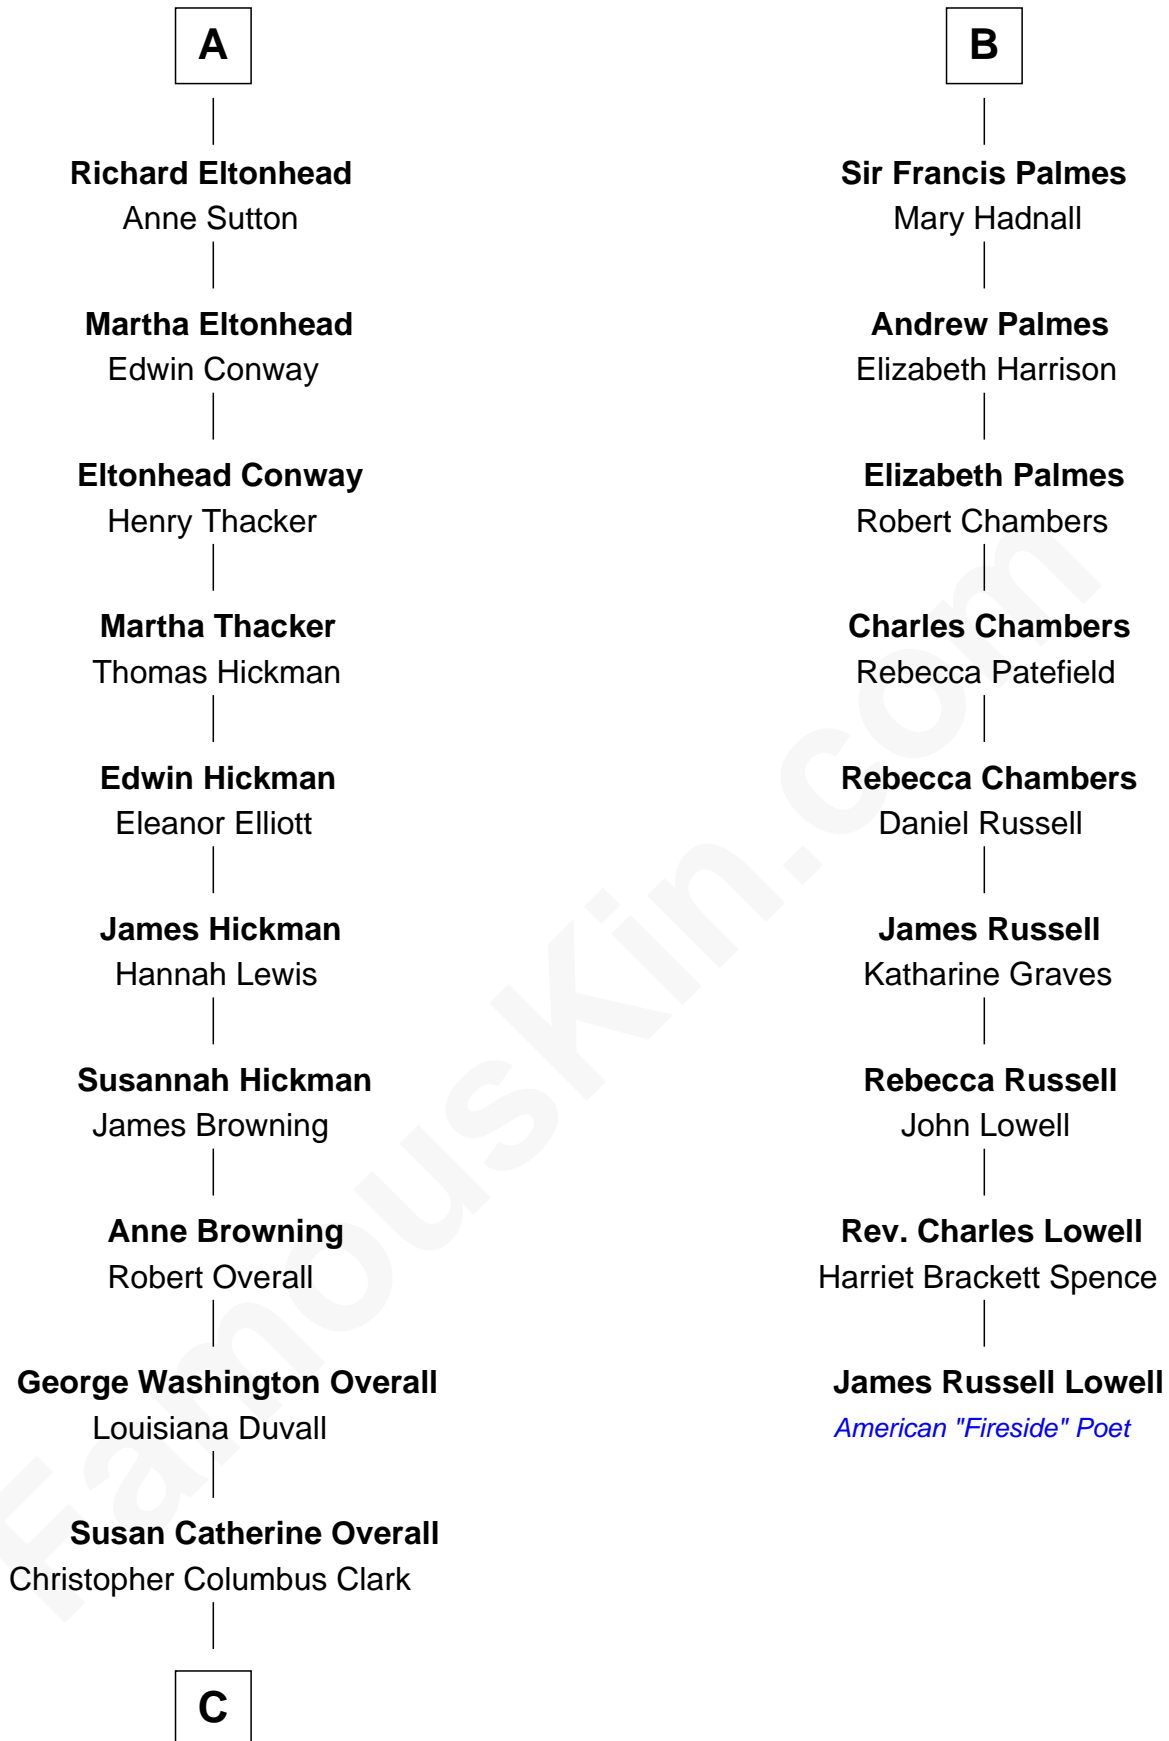 A
Richard Eltonhead
Anne Sutton
Martha Eltonhead
Edwin Conway
Eltonhead Conway
Henry Thacker
Martha Thacker
Thomas Hickman
Edwin Hickman
Eleanor Elliott
James Hickman
Hannah Lewis
Susannah Hickman
James Browning
Anne Browning
Robert Overall
George Washington Overall
Louisiana Duvall
Susan Catherine Overall
Christopher Columbus Clark
C
B
Sir Francis Palmes
Mary Hadnall
Andrew Palmes
Elizabeth Harrison
Elizabeth Palmes
Robert Chambers
Charles Chambers
Rebecca Patefield
Rebecca Chambers
Daniel Russell
James Russell
Katharine Graves
Rebecca Russell
John Lowell
Rev. Charles Lowell
Harriet Brackett Spence
James Russell Lowell
American "Fireside" Poet
FamousKin.com